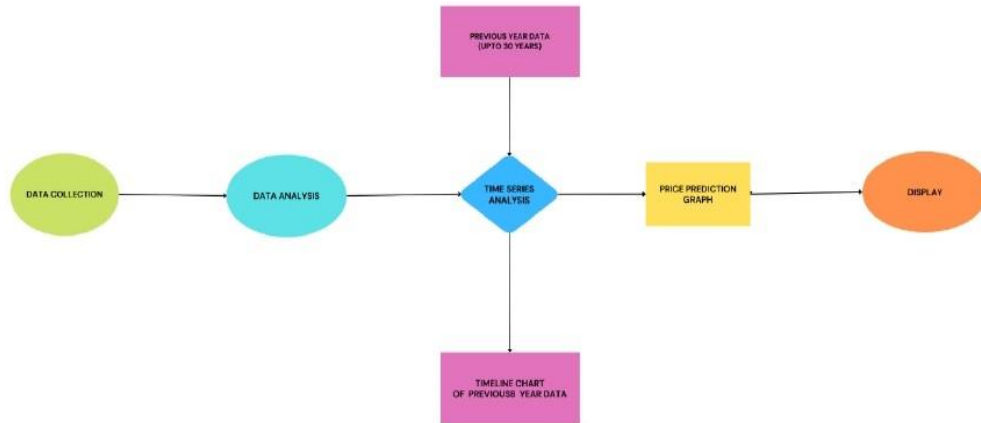 PREVIOUS YEAR DATA
(UPTO 30 YEARS)
DATA COLLECTION
DATA ANALYSIS
TIME SERIES
ANALYSIS
PRICE PREDICTION
GRAPH
DISPLAY
TIMELINE CHART
OF PREVIOUS8 YEAR DATA